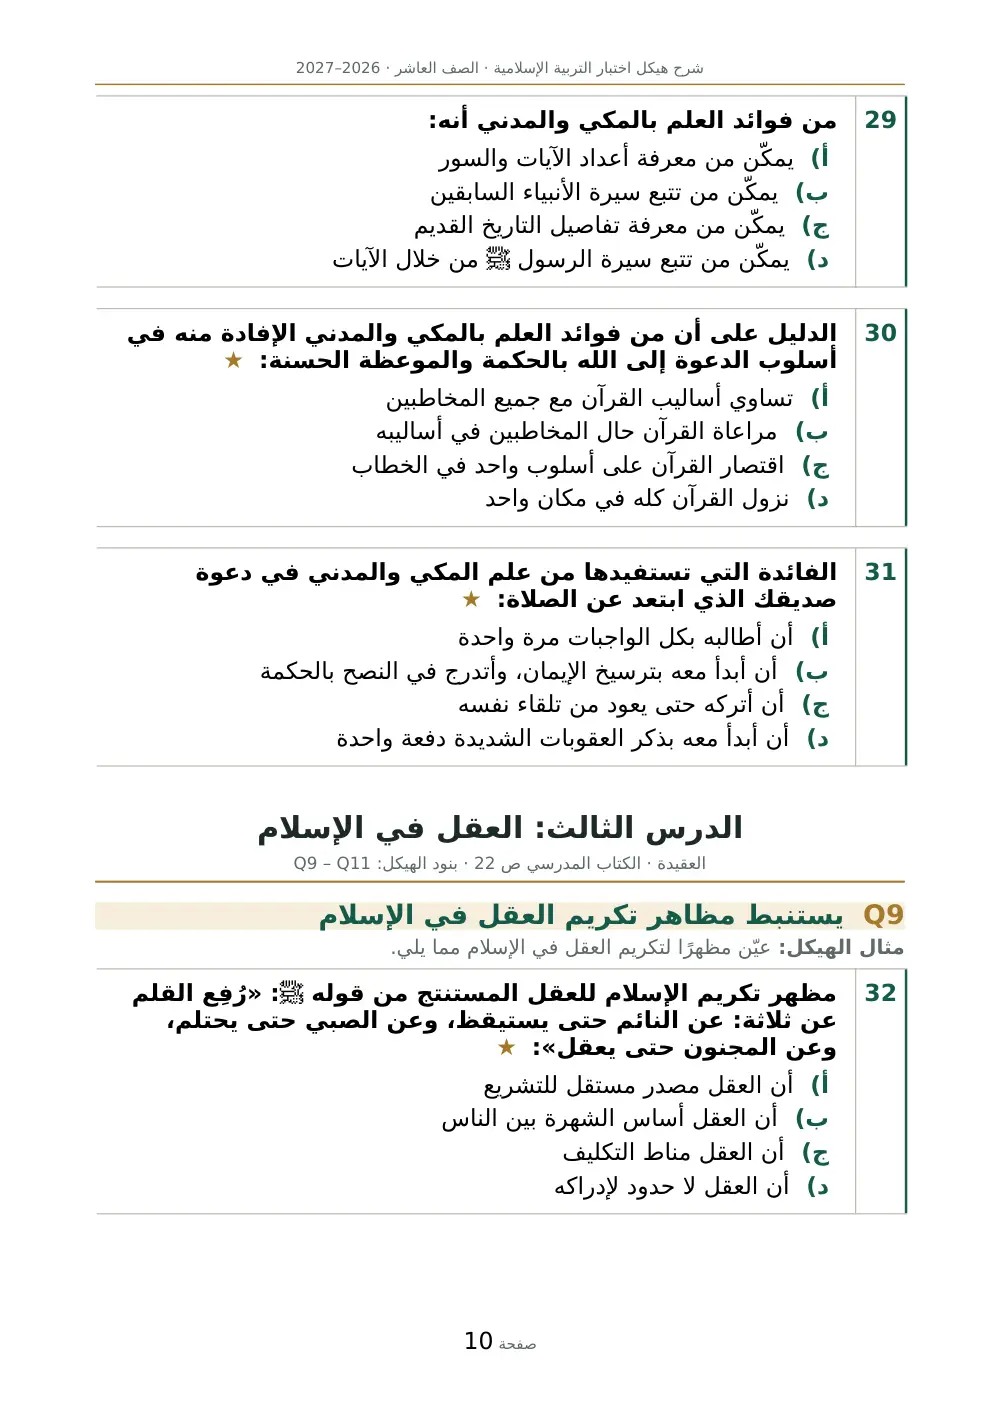 شرح هيكل اختبار التربية الإسلامية · الصف العاشر · 2026–2027
29 من فوائد العلم بالمكي والمدني أنه:
أ) يمكّن من معرفة أعداد الآيات والسور
ب) يمكّن من تتبع سيرة الأنبياء السابقين
ج) يمكّن من معرفة تفاصيل التاريخ القديم
د) يمكّن من تتبع سيرة الرسول ﷺ من خلال الآيات
30 الدليل على أن من فوائد العلم بالمكي والمدني الإفادة منه في
أسلوب الدعوة إلى الله بالحكمة والموعظة الحسنة: ★
أ) تساوي أساليب القرآن مع جميع المخاطبين
ب) مراعاة القرآن حال المخاطبين في أساليبه
ج) اقتصار القرآن على أسلوب واحد في الخطاب
د) نزول القرآن كله في مكان واحد
31 الفائدة التي تستفيدها من علم المكي والمدني في دعوة
صديقك الذي ابتعد عن الصلاة: ★
أ) أن أطالبه بكل الواجبات مرة واحدة
ب) أن أبدأ معه بترسيخ الإيمان، وأتدرج في النصح بالحكمة
ج) أن أتركه حتى يعود من تلقاء نفسه
د) أن أبدأ معه بذكر العقوبات الشديدة دفعة واحدة
الدرس الثالث: العقل في الإسلام
العقيدة · الكتاب المدرسي ص 22 · بنود الهيكل: Q9 – Q11
Q9 يستنبط مظاهر تكريم العقل في الإسلام
مثال الهيكل: عيّن مظهرًا لتكريم العقل في الإسلام مما يلي.
32 مظهر تكريم الإسلام للعقل المستنتج من قوله ﷺ: «رُفِع القلم
عن ثلاثة: عن النائم حتى يستيقظ، وعن الصبي حتى يحتلم،
وعن المجنون حتى يعقل»: ★
أ) أن العقل مصدر مستقل للتشريع
ب) أن العقل أساس الشهرة بين الناس
ج) أن العقل مناط التكليف
د) أن العقل لا حدود لإدراكه
صفحة 10